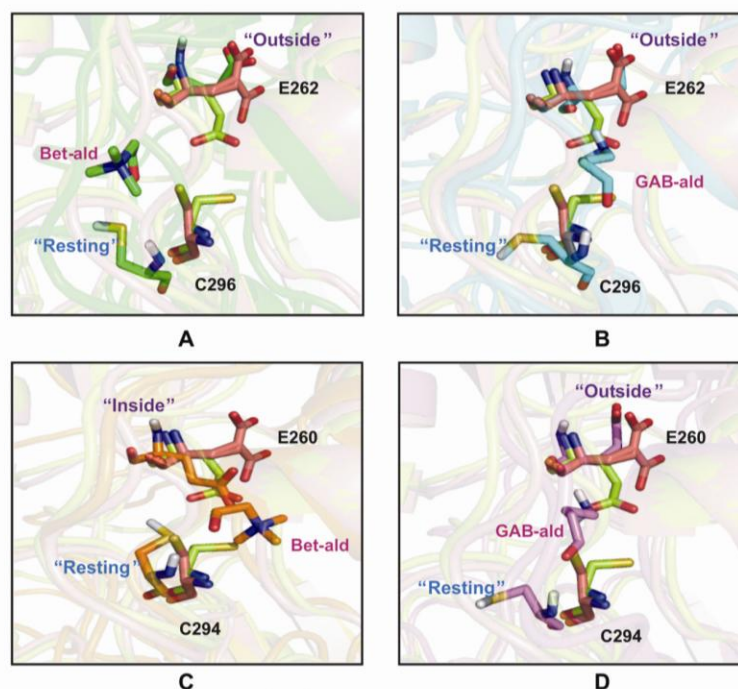 “Outside”
E262
Bet-ald
“Resting”
C296
A
“Outside”
E262
GAB-ald
“Resting”
C296
B
“Inside”
E260
Bet-ald
“Resting”
C294
C
“Outside”
E260
GAB-ald
“Resting”
C294
D